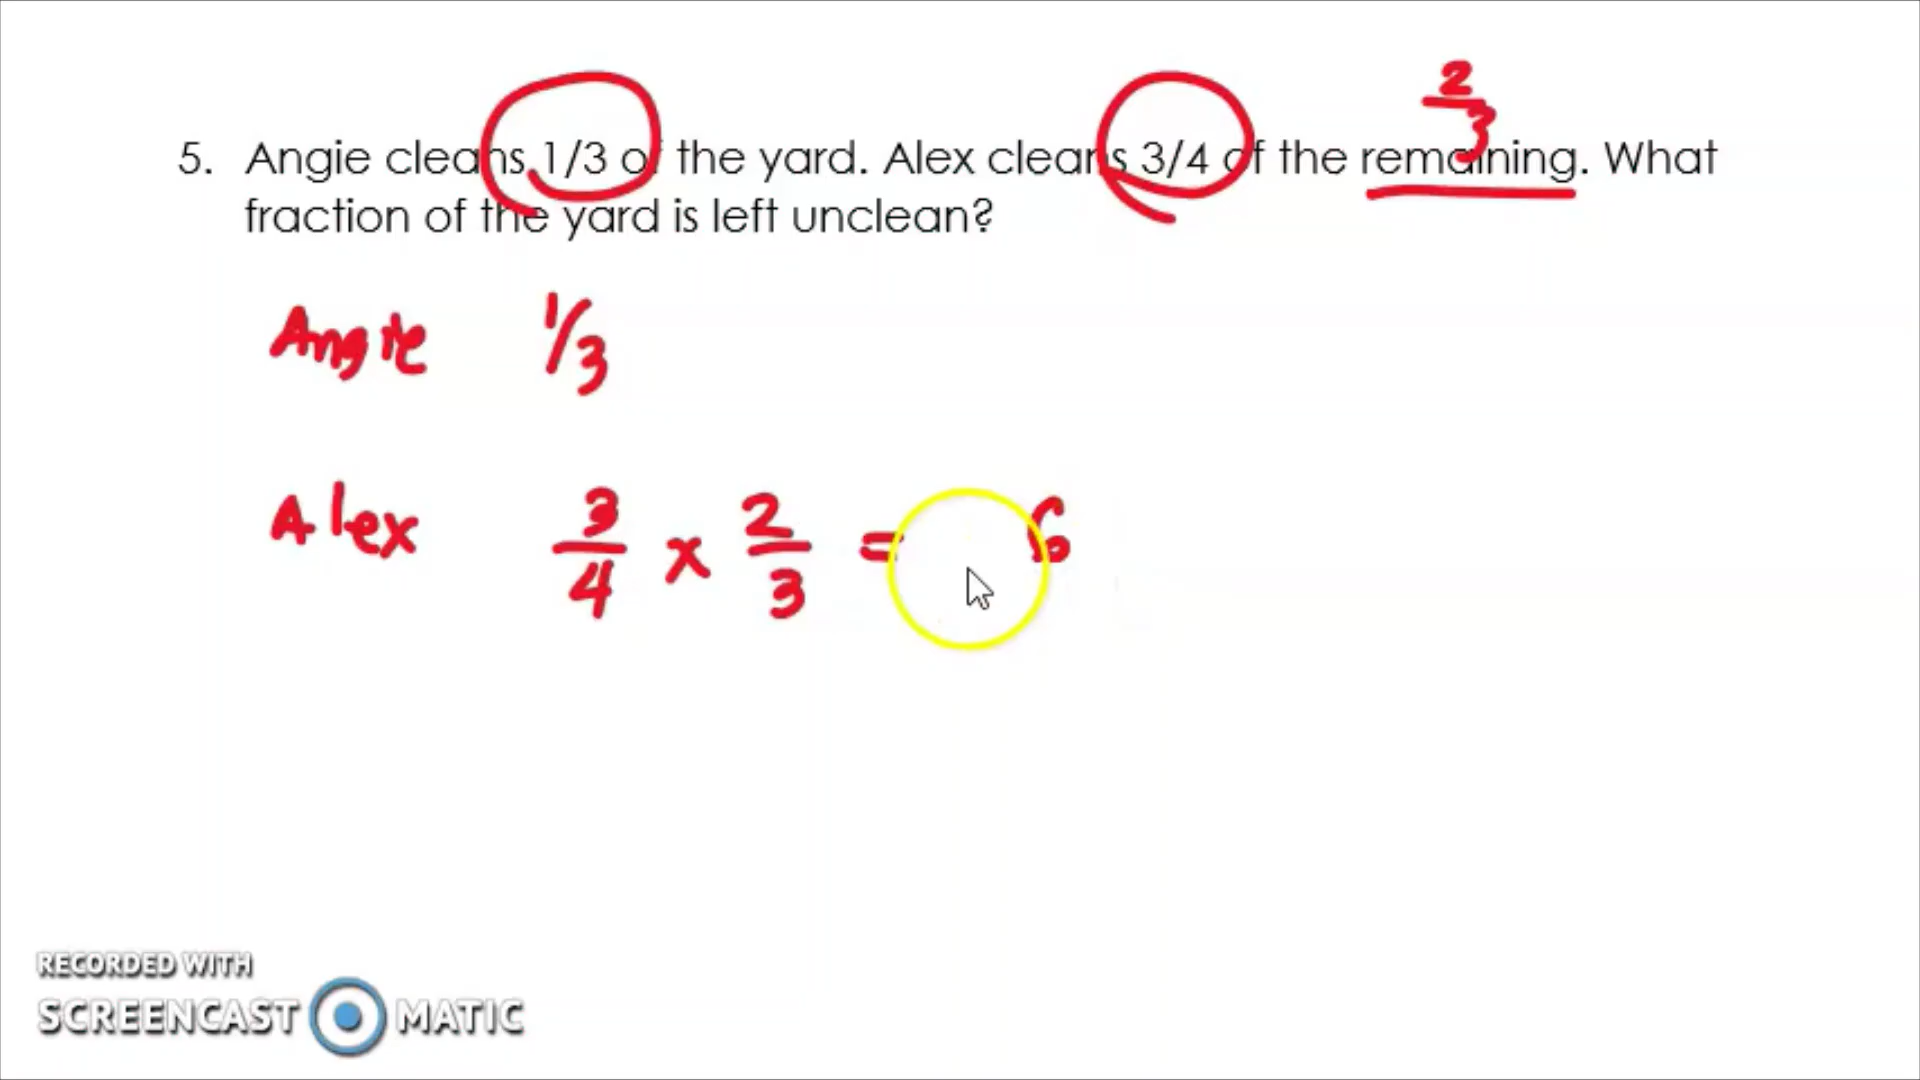 2
3
5. Angie cleans 1/3 of the yard. Alex cleans 3/4 of the remaining. What
fraction of the yard is left unclean?
Angie 1/3
Alex 3/4 x 2/3 = 6
RECORDED WITH
SCREENCAST MATIC